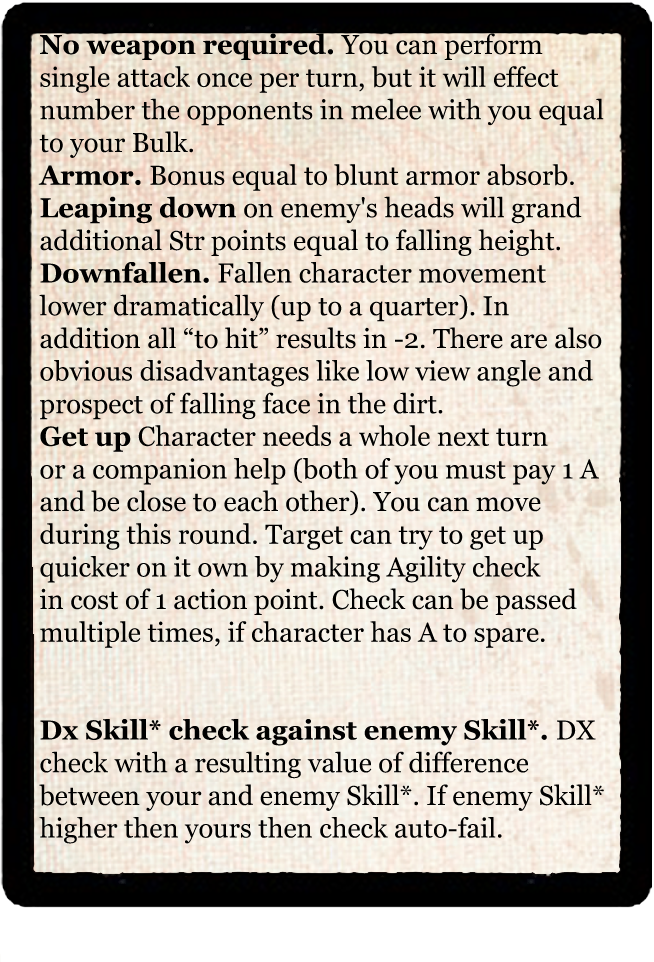 No weapon required. You can perform
single attack once per turn, but it will effect
number the opponents in melee with you equal
to your Bulk.
Armor. Bonus equal to blunt armor absorb.
Leaping down on enemy's heads will grand
additional Str points equal to falling height.
Downfallen. Fallen character movement
lower dramatically (up to a quarter). In
addition all “to hit” results in -2. There are also
obvious disadvantages like low view angle and
prospect of falling face in the dirt.
Get up Character needs a whole next turn
or a companion help (both of you must pay 1 A
and be close to each other). You can move
during this round. Target can try to get up
quicker on it own by making Agility check
in cost of 1 action point. Check can be passed
multiple times, if character has A to spare.
Dx Skill* check against enemy Skill*. DX
check with a resulting value of difference
between your and enemy Skill*. If enemy Skill*
higher then yours then check auto-fail.